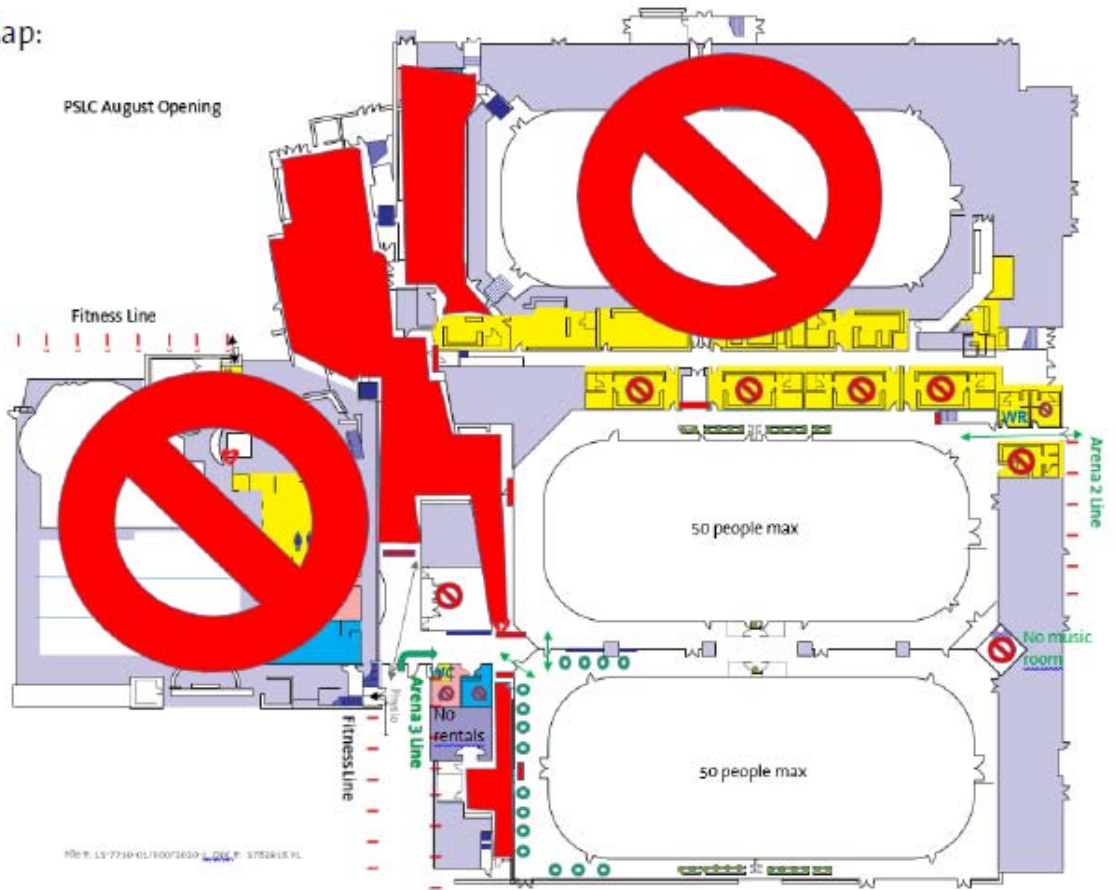 ap:
PSLC August Opening
Fitness Line
WR
Arena 2 Line
50 people max
No music
room
WC
Physio
Arena 3 Line
No
rentals
Fitness Line
50 people max